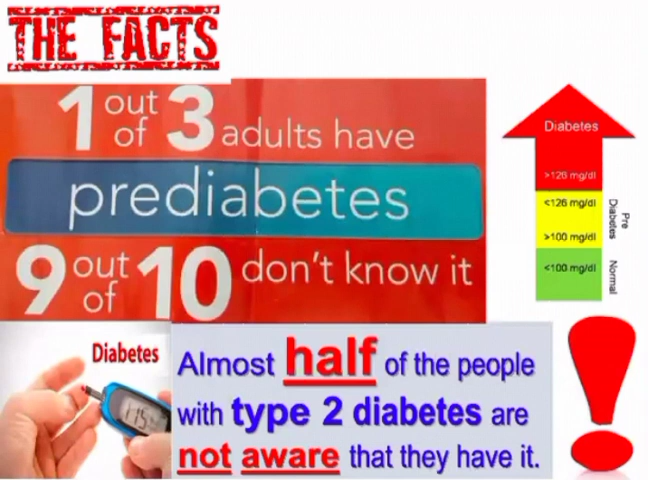 THE FACTS
1 out of 3 adults have
prediabetes
9 out of 10 don't know it
Diabetes
>126 mg/dl
<126 mg/dl
>100 mg/dl
Pre Diabetes
<100 mg/dl
Normal
Diabetes
115
Almost half of the people
with type 2 diabetes are
not aware that they have it.